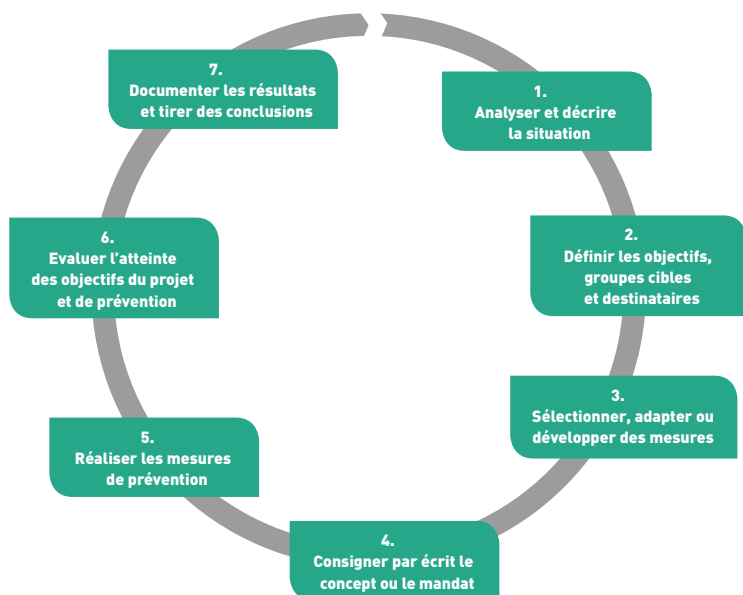 1.
Analyser et décrire
la situation
2.
Définir les objectifs,
groupes cibles
et destinataires
3.
Sélectionner, adapter ou
développer des mesures
4.
Consigner par écrit le
concept ou le mandat
5.
Réaliser les mesures
de prévention
6.
Evaluer l’atteinte
des objectifs du projet
et de prévention
7.
Documenter les résultats
et tirer des conclusions